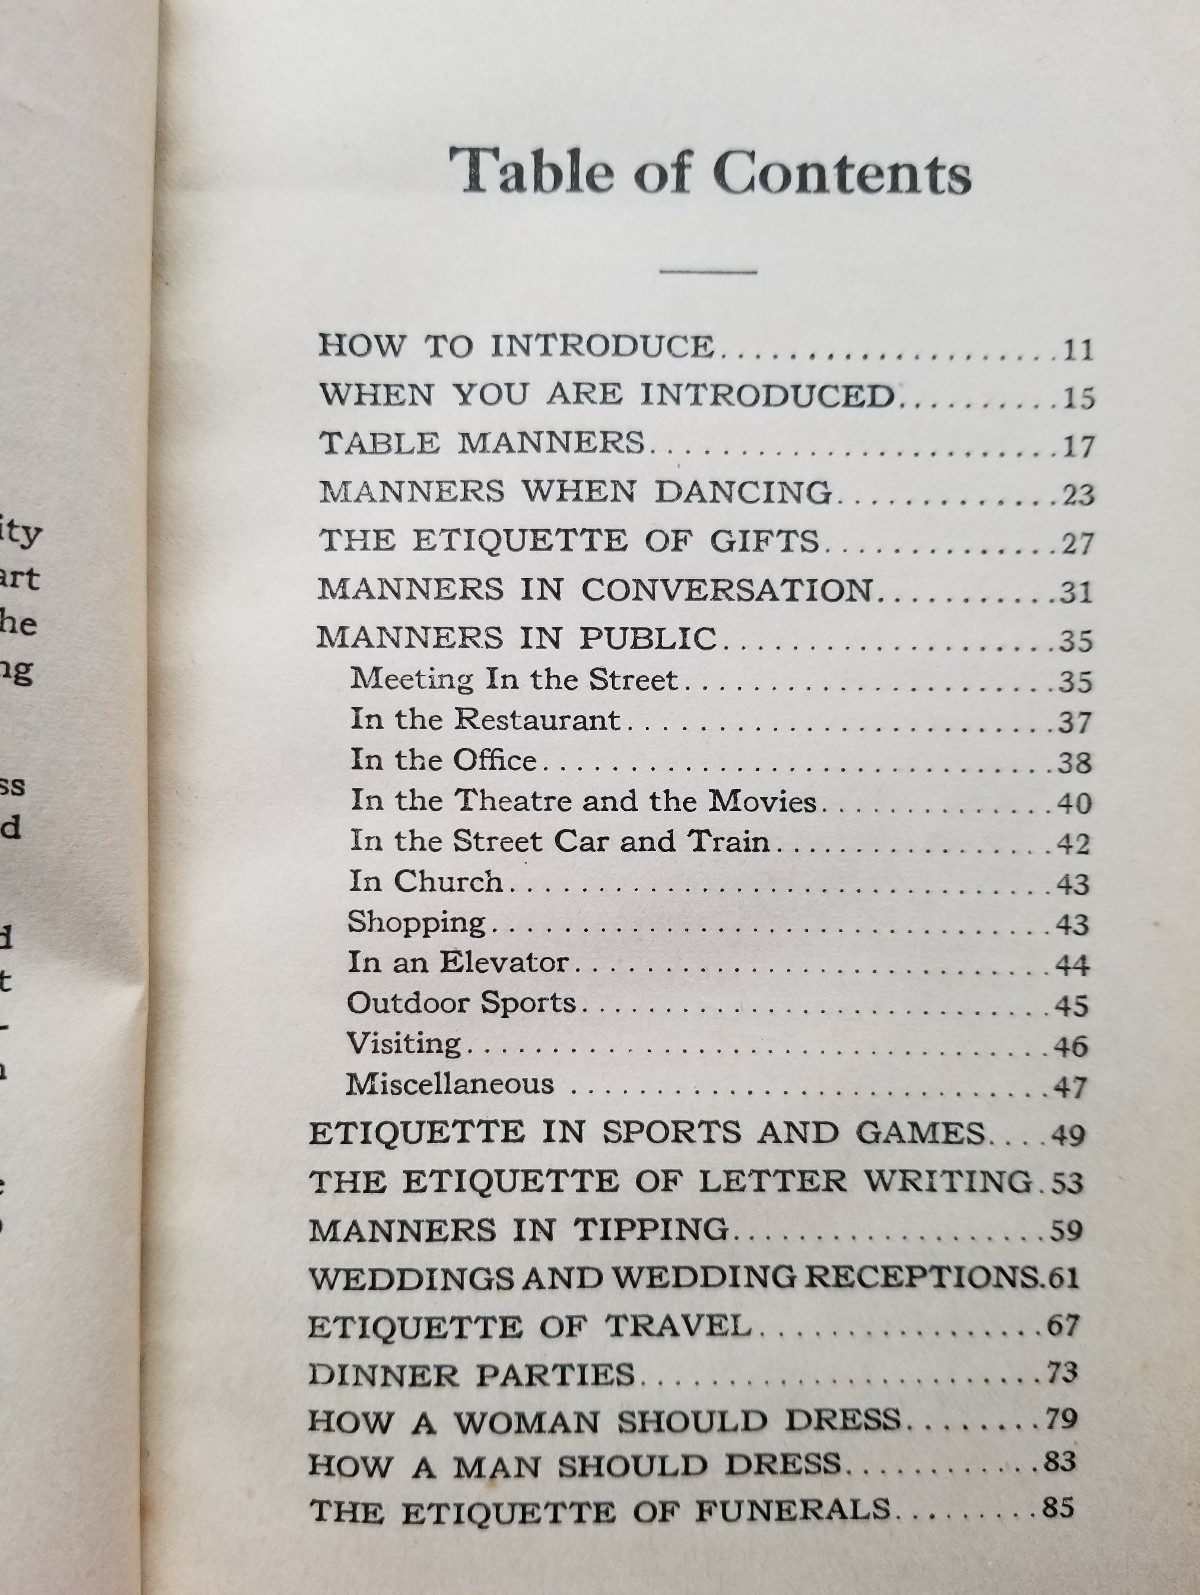 ity
art
he
ng
ss
d
d
t
-
n
e
Table of Contents
HOW TO INTRODUCE....................11
WHEN YOU ARE INTRODUCED..........15
TABLE MANNERS........................17
MANNERS WHEN DANCING.............23
THE ETIQUETTE OF GIFTS..............27
MANNERS IN CONVERSATION...........31
MANNERS IN PUBLIC....................35
Meeting In the Street......................35
In the Restaurant.........................37
In the Office..............................38
In the Theatre and the Movies..............40
In the Street Car and Train................42
In Church................................43
Shopping.................................43
In an Elevator............................44
Outdoor Sports...........................45
Visiting..................................46
Miscellaneous ............................47
ETIQUETTE IN SPORTS AND GAMES....49
THE ETIQUETTE OF LETTER WRITING.53
MANNERS IN TIPPING...................59
WEDDINGS AND WEDDING RECEPTIONS.61
ETIQUETTE OF TRAVEL.................67
DINNER PARTIES........................73
HOW A WOMAN SHOULD DRESS........79
HOW A MAN SHOULD DRESS............83
THE ETIQUETTE OF FUNERALS.........85